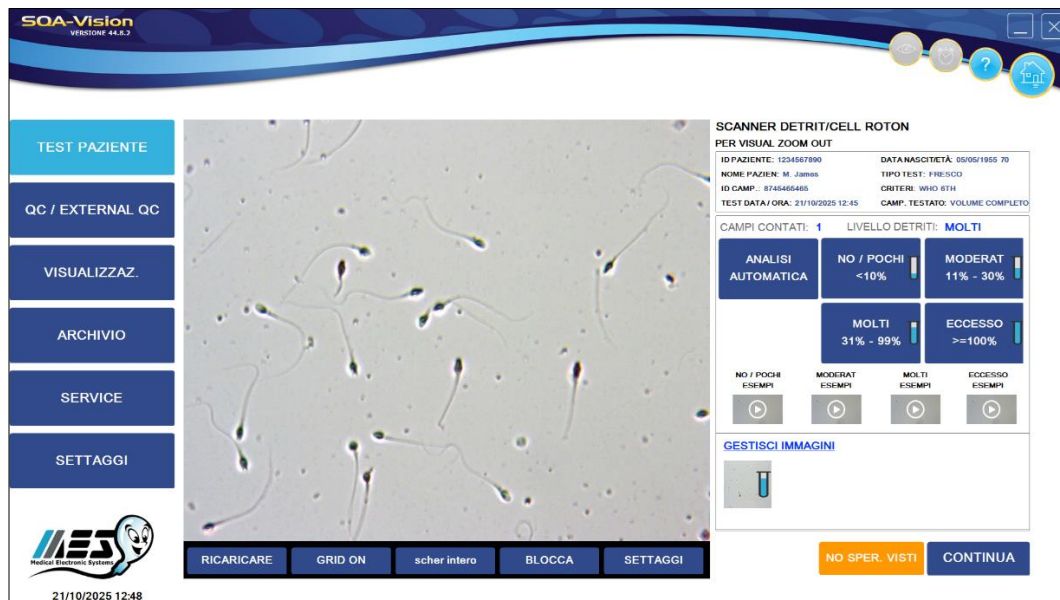 SQA-Vision
VERSIONE 44.8.2
?
TEST PAZIENTE
QC / EXTERNAL QC
VISUALIZZAZ.
ARCHIVIO
SERVICE
SETTAGGI
MES
Medical Electronic Systems
21/10/2025 12:48
RICARICARE GRID ON scher intero BLOCCA SETTAGGI
SCANNER DETRIT/CELL ROTON
PER VISUAL ZOOM OUT
ID PAZIENTE: 1234567890 DATA NASCIT/ETÀ: 05/05/1955 70
NOME PAZIEN: M. James TIPO TEST: FRESCO
ID CAMP.: 8746466465 CRITERI: WHO 6TH
TEST DATA / ORA: 21/10/2025 12:45 CAMP. TESTATO: VOLUME COMPLETO
CAMPI CONTATI: 1 LIVELLO DETRITI: MOLTI
ANALISI
AUTOMATICA
NO / POCHI
<10%
MODERAT
11% - 30%
MOLTI
31% - 99%
ECCESSO
>=100%
NO / POCHI
ESEMPI
MODERAT
ESEMPI
MOLTI
ESEMPI
ECCESSO
ESEMPI
GESTISCI IMMAGINI
NO SPER. VISTI
CONTINUA